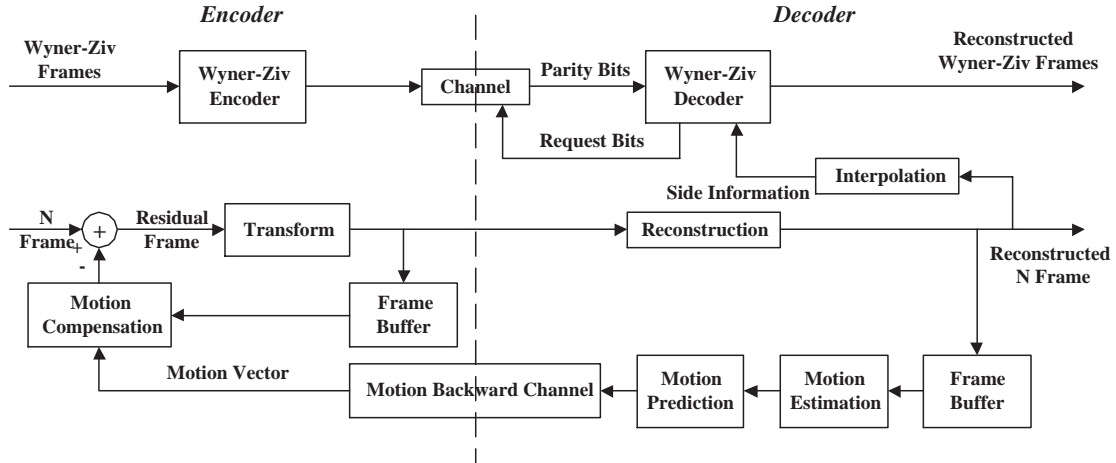 Encoder
Decoder
Wyner-Ziv
Frames
Wyner-Ziv
Encoder
Channel
Parity Bits
Wyner-Ziv
Decoder
Reconstructed
Wyner-Ziv Frames
Request Bits
Side Information
Interpolation
N
Frame
+
+
-
Residual
Frame
Transform
Reconstruction
Reconstructed
N Frame
Motion
Compensation
Frame
Buffer
Motion Vector
Motion Backward Channel
Motion
Prediction
Motion
Estimation
Frame
Buffer